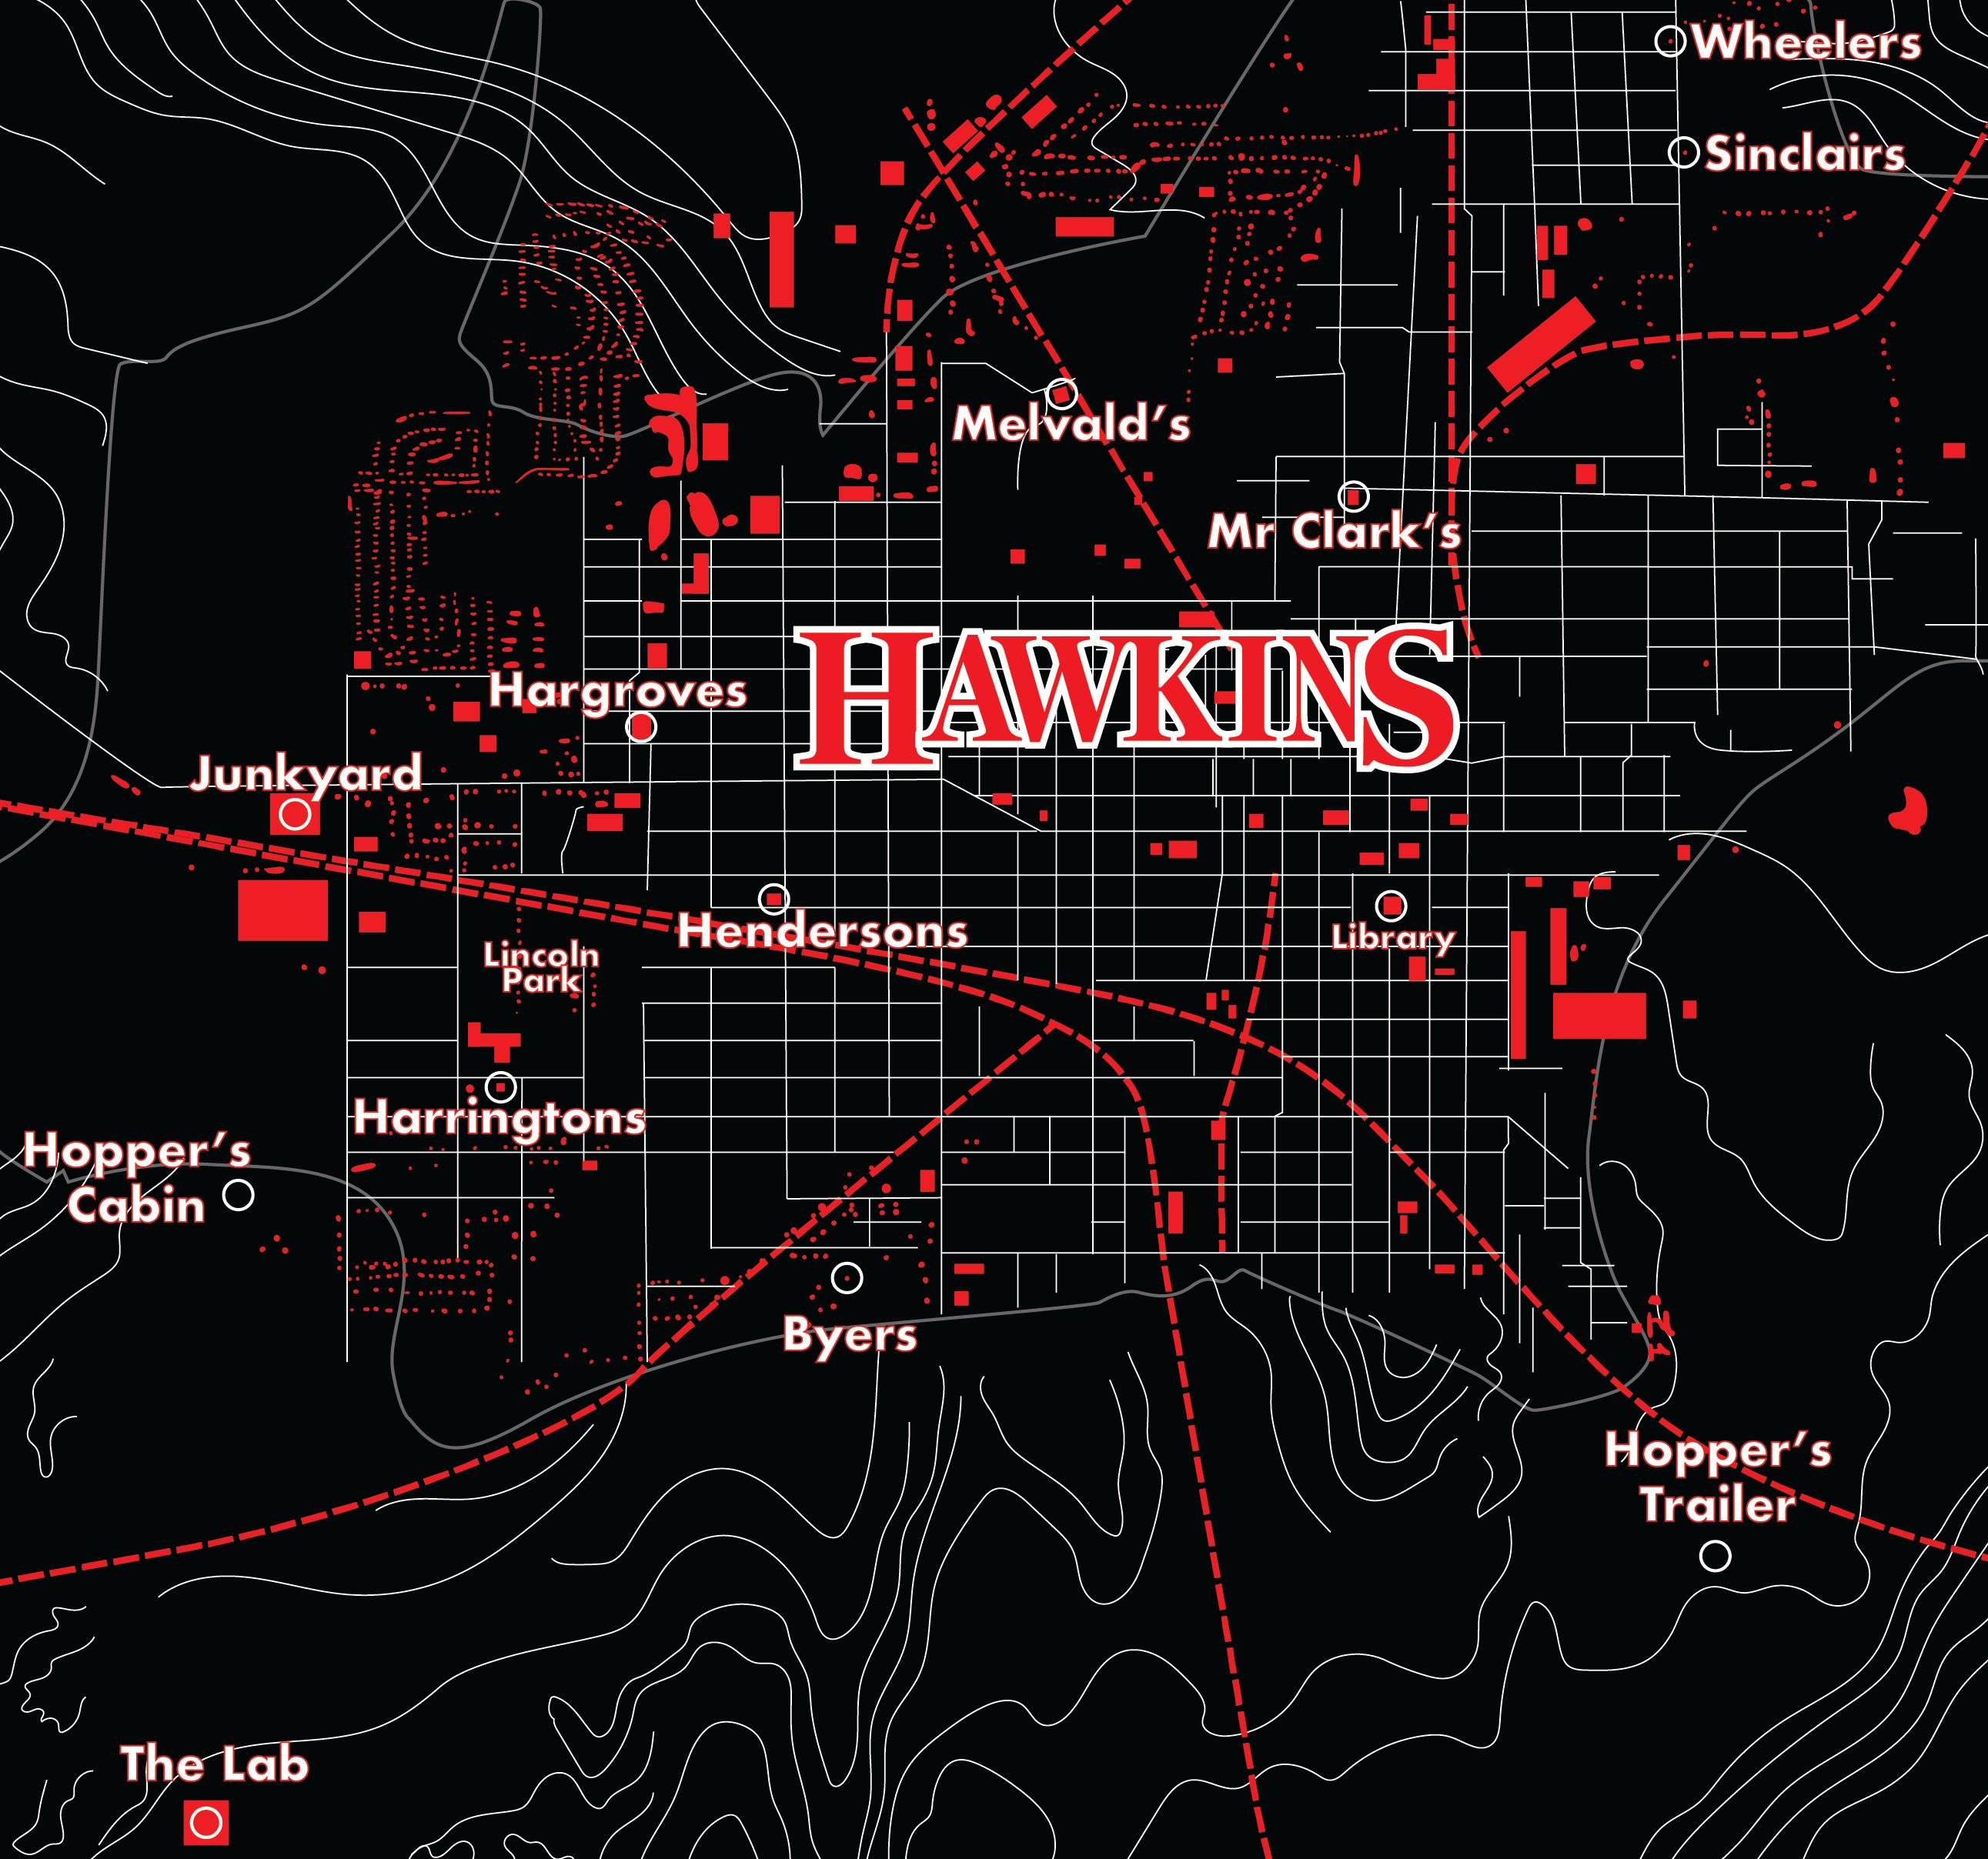 Wheelers
Sinclairs
Melvald's
Mr Clark's
HAWKINS
Hargroves
Junkyard
Hendersons
Library
Lincoln
Park
Harringtons
Hopper's
Cabin
Byers
Hopper's
Trailer
The Lab